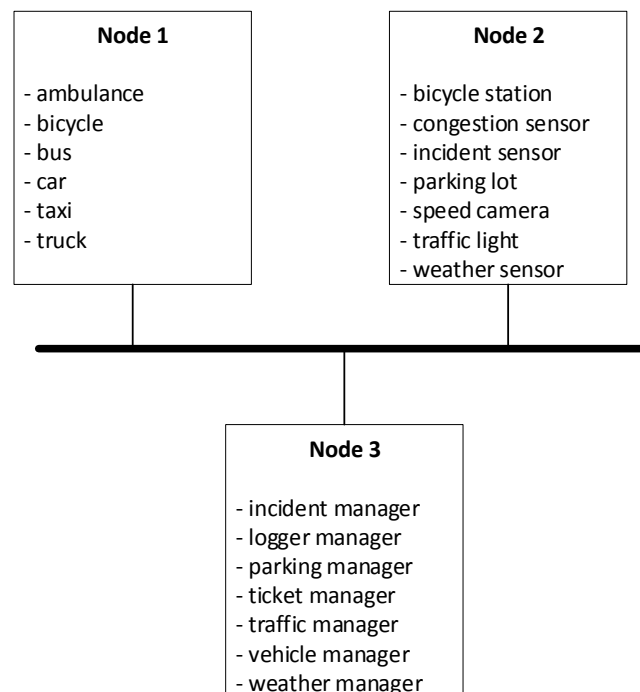 Node 1
- ambulance
- bicycle
- bus
- car
- taxi
- truck
Node 2
- bicycle station
- congestion sensor
- incident sensor
- parking lot
- speed camera
- traffic light
- weather sensor
Node 3
- incident manager
- logger manager
- parking manager
- ticket manager
- traffic manager
- vehicle manager
- weather manager